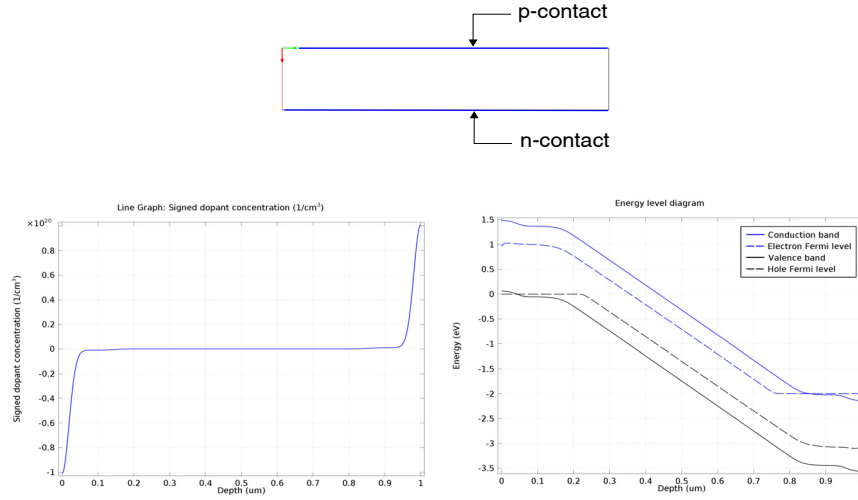 p-contact
n-contact
Line Graph: Signed dopant concentration (1/cm³)
×10²⁰
0.8
0.6
0.4
0.2
0
-0.2
-0.4
-0.6
-0.8
-1
0 0.1 0.2 0.3 0.4 0.5 0.6 0.7 0.8 0.9 1
Signed dopant concentration (1/cm³)
Depth (um)
Energy level diagram
1.5
1
0.5
0
-0.5
-1
-1.5
-2
-2.5
-3
-3.5
0 0.1 0.2 0.3 0.4 0.5 0.6 0.7 0.8 0.9
Energy (eV)
Depth (um)
Conduction band
Electron Fermi level
Valence band
Hole Fermi level